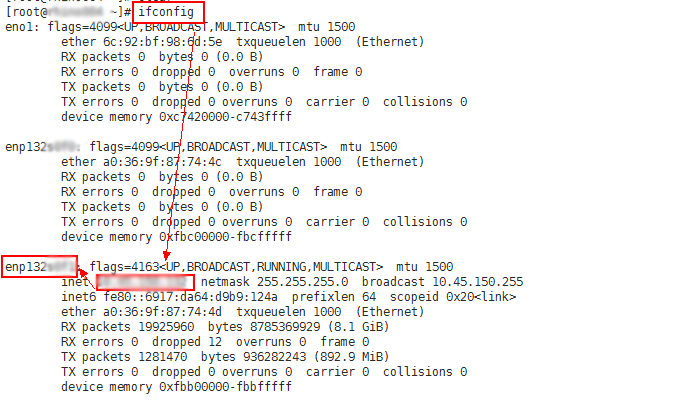 [root@ ~]# ifconfig
eno1: flags=4099<UP,BROADCAST,MULTICAST>  mtu 1500
ether 6c:92:bf:98:6d:5e  txqueuelen 1000  (Ethernet)
RX packets 0  bytes 0 (0.0 B)
RX errors 0  dropped 0  overruns 0  frame 0
TX packets 0  bytes 0 (0.0 B)
TX errors 0  dropped 0 overruns 0  carrier 0  collisions 0
device memory 0xc7420000-c743ffff
enp132 : flags=4099<UP,BROADCAST,MULTICAST>  mtu 1500
ether a0:36:9f:87:74:4c  txqueuelen 1000  (Ethernet)
RX packets 0  bytes 0 (0.0 B)
RX errors 0  dropped 0  overruns 0  frame 0
TX packets 0  bytes 0 (0.0 B)
TX errors 0  dropped 0 overruns 0  carrier 0  collisions 0
device memory 0xfbc00000-fbcfffff
enp132 : flags=4163<UP,BROADCAST,RUNNING,MULTICAST>  mtu 1500
inet  netmask 255.255.255.0  broadcast 10.45.150.255
inet6 fe80::6917:da64:d9b9:124a  prefixlen 64  scopeid 0x20<link>
ether a0:36:9f:87:74:4d  txqueuelen 1000  (Ethernet)
RX packets 19925960  bytes 8785369929 (8.1 GiB)
RX errors 0  dropped 12  overruns 0  frame 0
TX packets 1281470  bytes 936282243 (892.9 MiB)
TX errors 0  dropped 0 overruns 0  carrier 0  collisions 0
device memory 0xfbb00000-fbbfffff